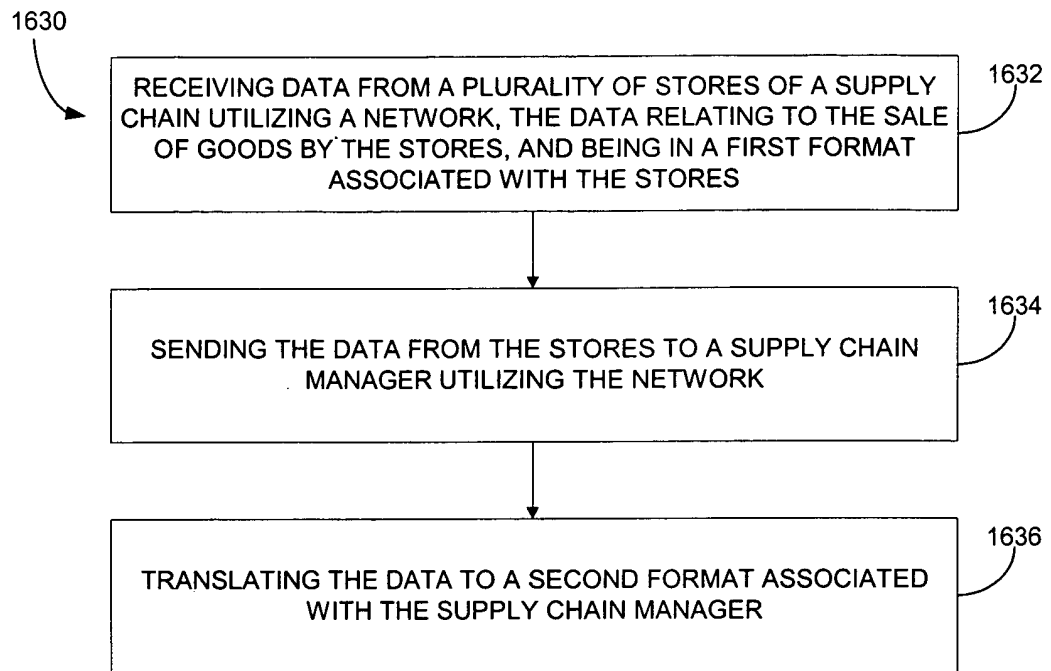 1630
RECEIVING DATA FROM A PLURALITY OF STORES OF A SUPPLY
CHAIN UTILIZING A NETWORK, THE DATA RELATING TO THE SALE
OF GOODS BY THE STORES, AND BEING IN A FIRST FORMAT
ASSOCIATED WITH THE STORES
1632
SENDING THE DATA FROM THE STORES TO A SUPPLY CHAIN
MANAGER UTILIZING THE NETWORK
1634
TRANSLATING THE DATA TO A SECOND FORMAT ASSOCIATED
WITH THE SUPPLY CHAIN MANAGER
1636